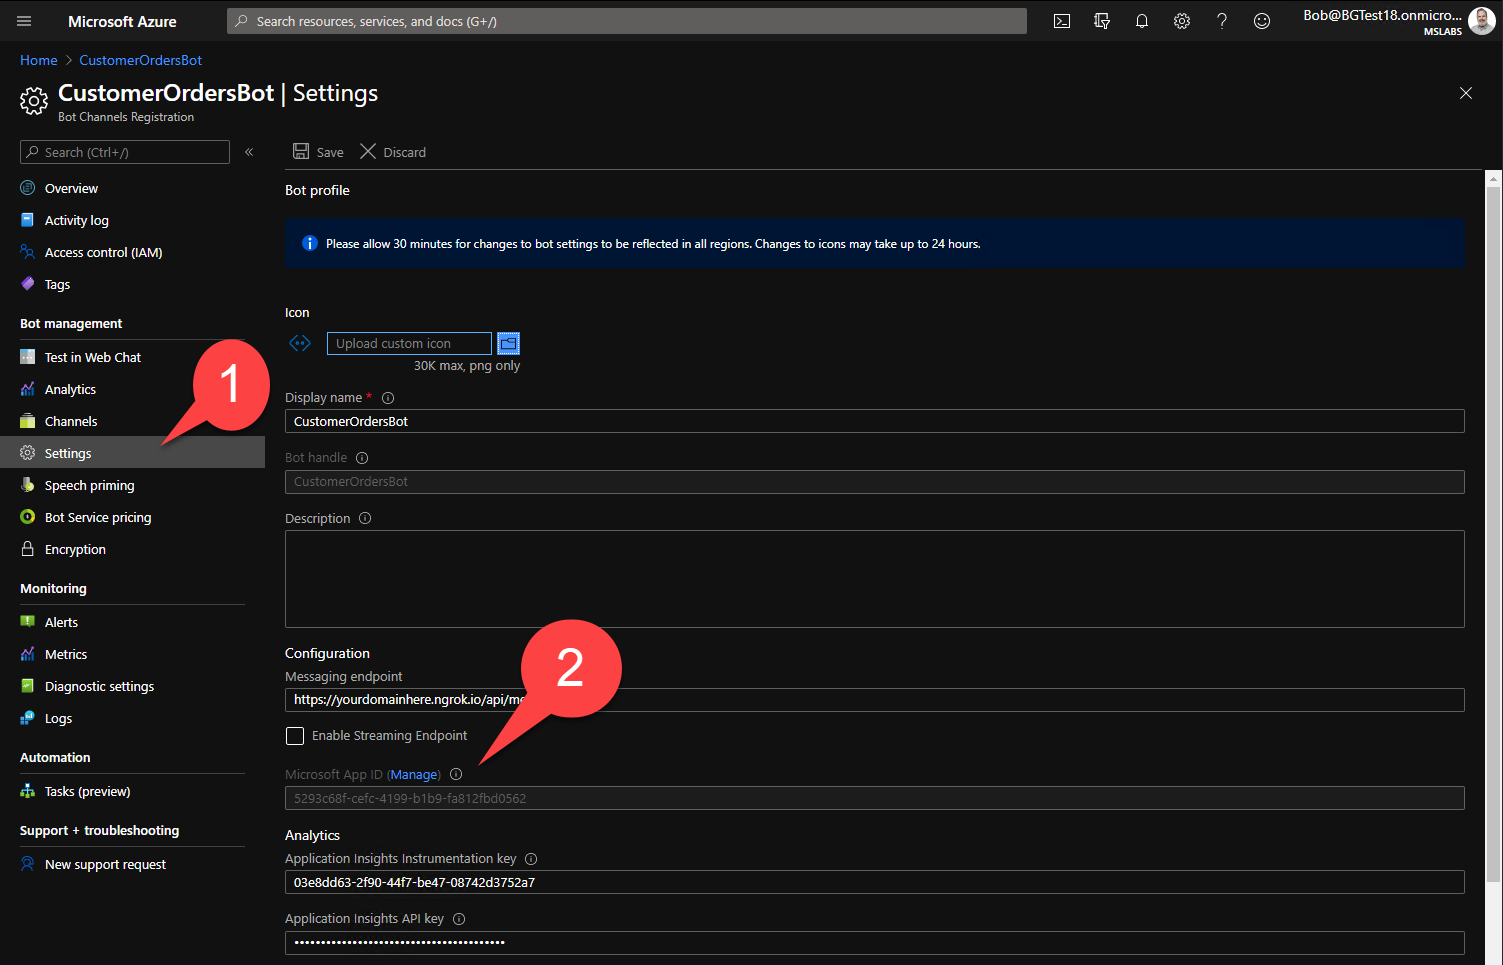 Microsoft Azure
Search resources, services, and docs (G+/)
Bob@BGTest18.onmicro...
MSLABS
Home > CustomerOrdersBot
CustomerOrdersBot | Settings
Bot Channels Registration
Search (Ctrl+/)
«
Overview
Activity log
Access control (IAM)
Tags
Bot management
Test in Web Chat
Analytics
Channels
Settings
Speech priming
Bot Service pricing
Encryption
Monitoring
Alerts
Metrics
Diagnostic settings
Logs
Automation
Tasks (preview)
Support + troubleshooting
New support request
1
Save
Discard
Bot profile
Please allow 30 minutes for changes to bot settings to be reflected in all regions. Changes to icons may take up to 24 hours.
Icon
Upload custom icon
30K max, png only
Display name *
CustomerOrdersBot
Bot handle
CustomerOrdersBot
Description
Configuration
Messaging endpoint
https://yourdomainhere.ngrok.io/api/me
2
Enable Streaming Endpoint
Microsoft App ID (Manage)
5293c68f-cefc-4199-b1b9-fa812fbd0562
Analytics
Application Insights Instrumentation key
03e8dd63-2f90-44f7-be47-08742d3752a7
Application Insights API key
••••••••••••••••••••••••••••••••••••••••